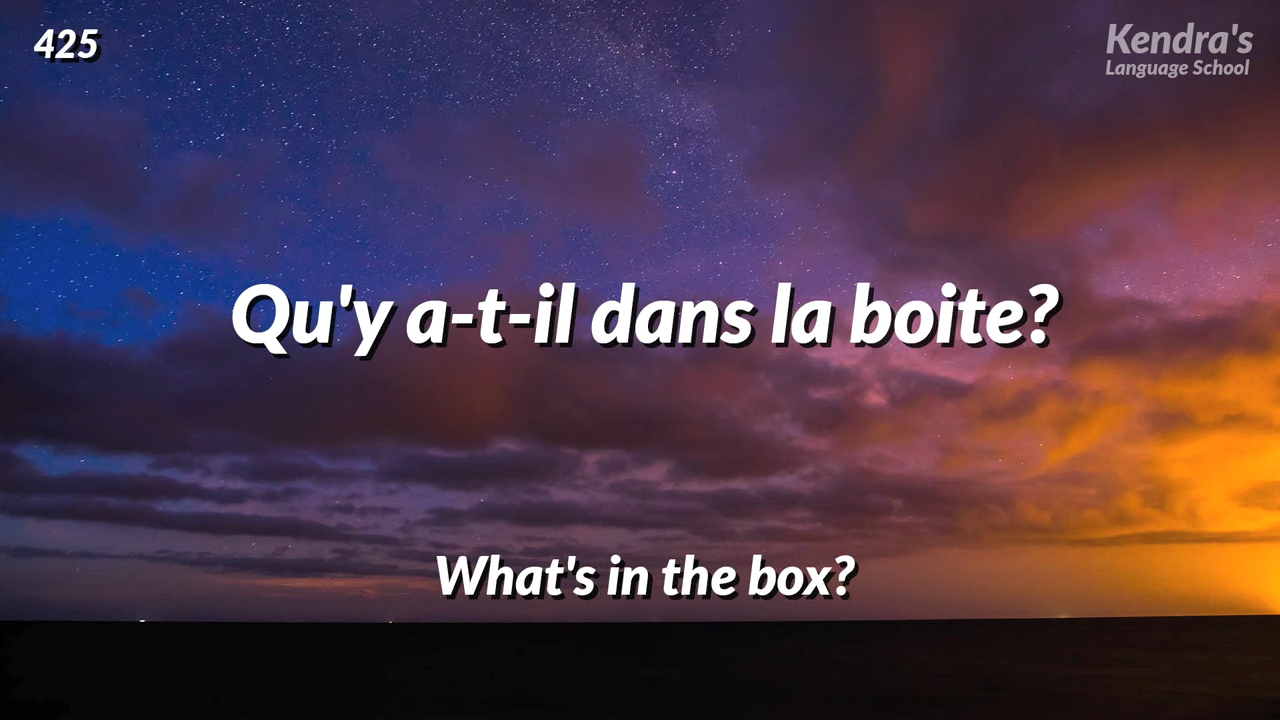 425
Kendra's
Language School
Qu'y a-t-il dans la boite?
What's in the box?